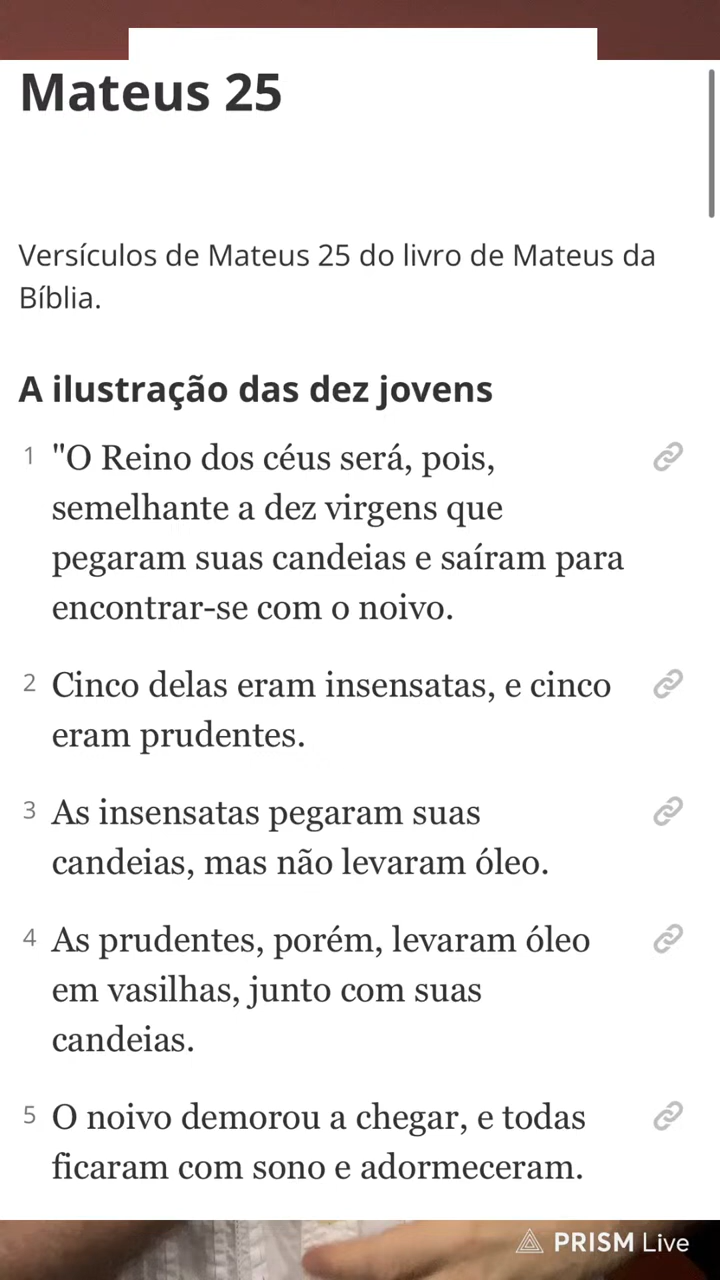 Mateus 25
Versículos de Mateus 25 do livro de Mateus da
Bíblia.
A ilustração das dez jovens
1 "O Reino dos céus será, pois,
semelhante a dez virgens que
pegaram suas candeias e saíram para
encontrar-se com o noivo.
2 Cinco delas eram insensatas, e cinco
eram prudentes.
3 As insensatas pegaram suas
candeias, mas não levaram óleo.
4 As prudentes, porém, levaram óleo
em vasilhas, junto com suas
candeias.
5 O noivo demorou a chegar, e todas
ficaram com sono e adormeceram.
PRISM Live